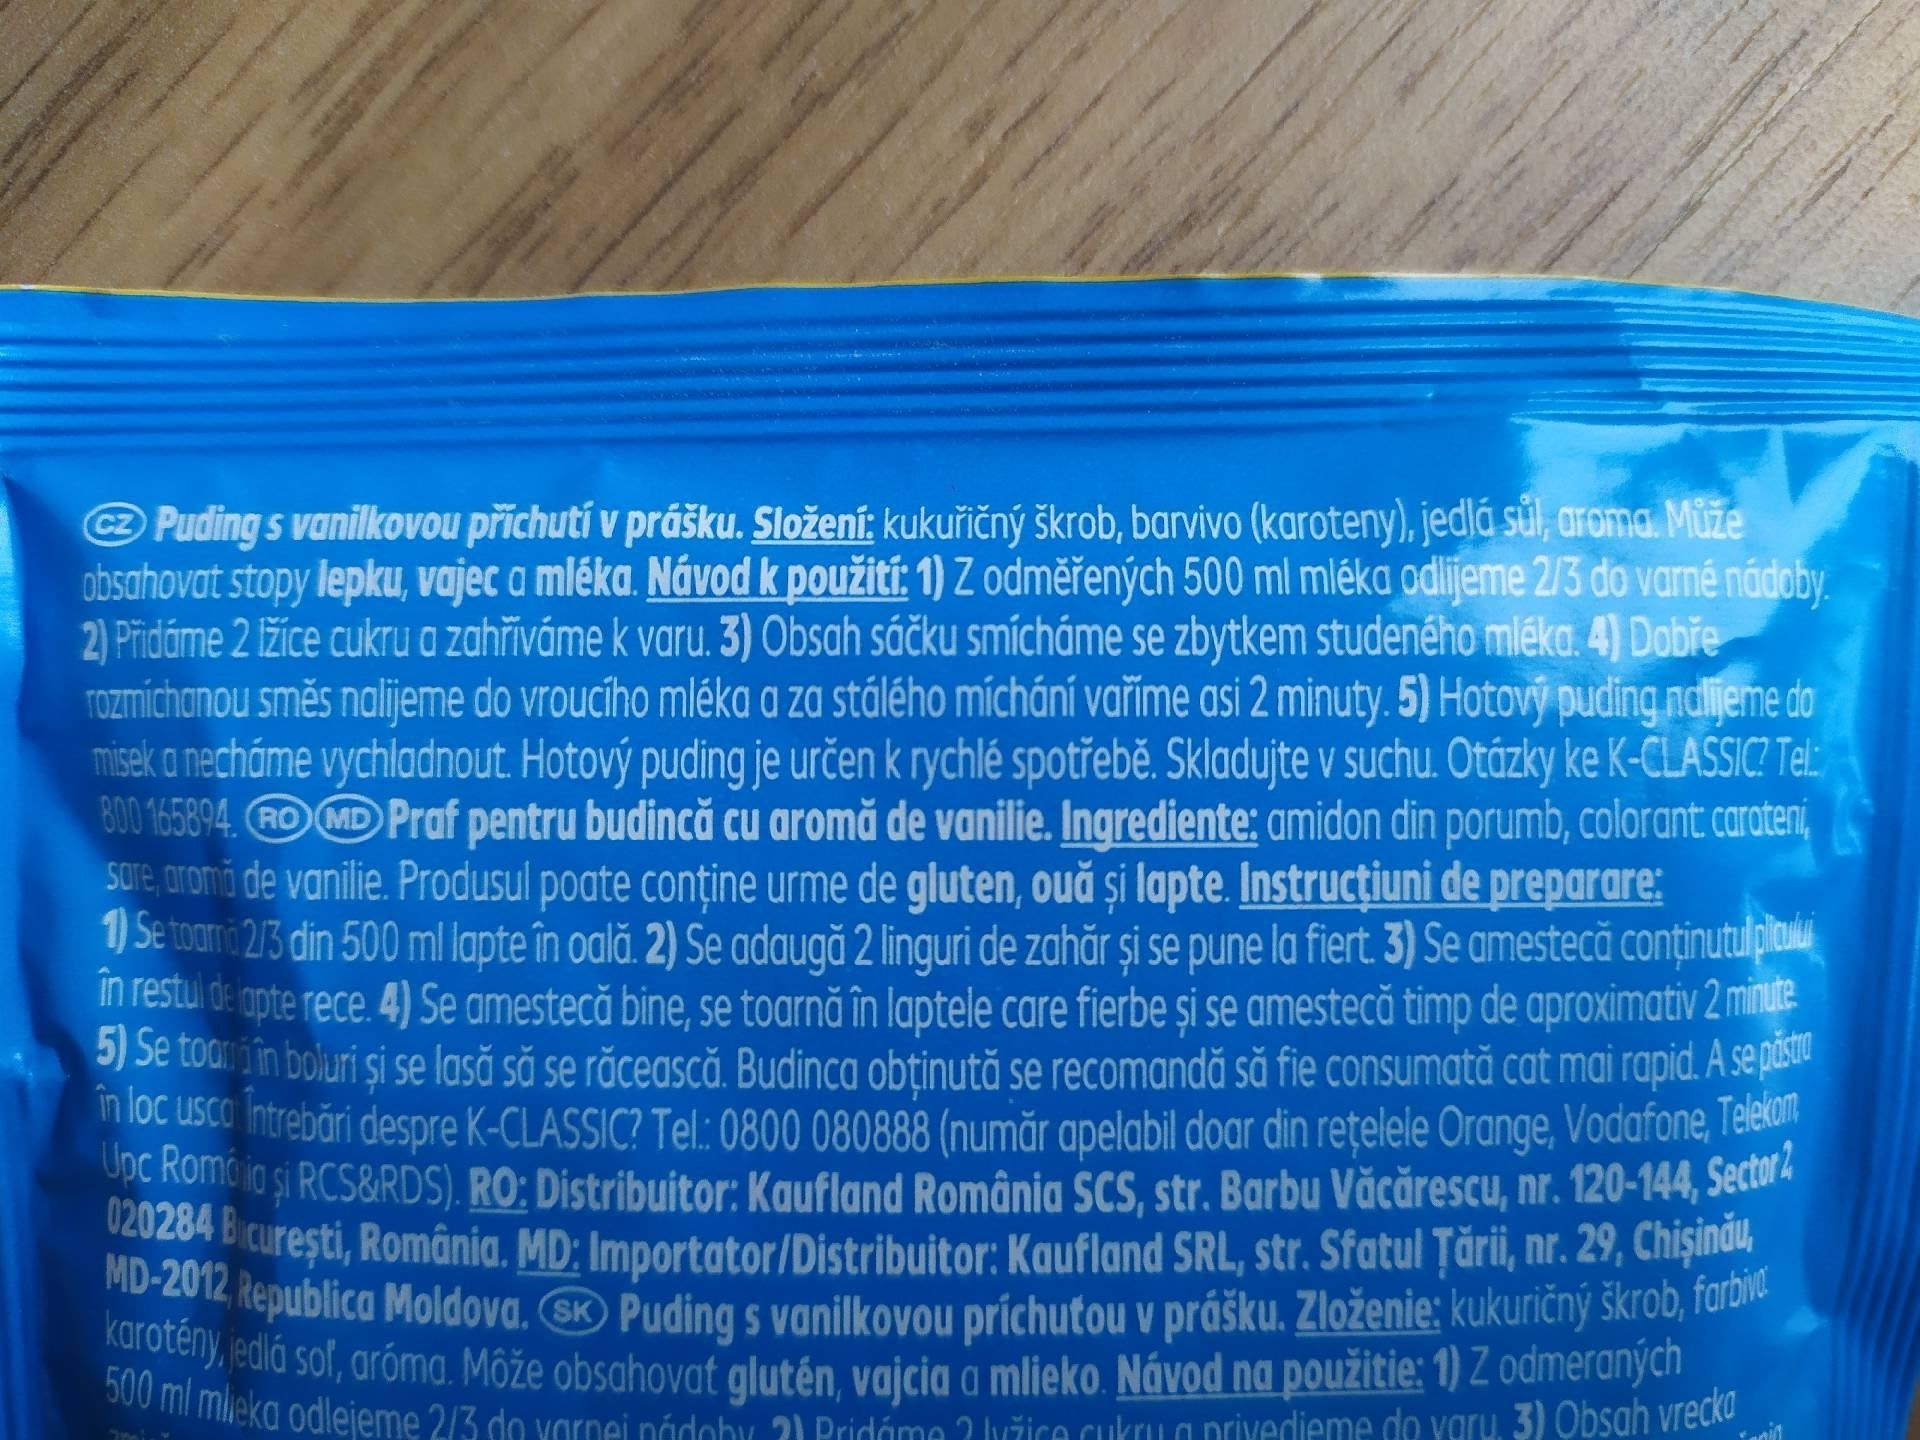 CZ Puding s vanilkovou příchutí v prášku. Složení: kukuřičný škrob, barvivo (karoteny), jedlá sůl, aroma. Může
obsahovat stopy lepku, vajec a mléka. Návod k použití: 1) Z odměřených 500 ml mléka odlijeme 2/3 do varné nádoby.
2) Přidáme 2 lžíce cukru a zahříváme k varu. 3) Obsah sáčku smícháme se zbytkem studeného mléka. 4) Dobře
rozmíchanou směs nalijeme do vroucího mléka a za stálého míchání vaříme asi 2 minuty. 5) Hotový puding nalijeme do
misek a necháme vychladnout. Hotový puding je určen k rychlé spotřebě. Skladujte v suchu. Otázky ke K-CLASSIC? Tel.:
800 165894. RO MD Praf pentru budincă cu aromă de vanilie. Ingrediente: amidon din porumb, colorant: caroteni,
sare, aromă de vanilie. Produsul poate conține urme de gluten, ouă și lapte. Instrucțiuni de preparare:
1) Se toarnă 2/3 din 500 ml lapte în oală. 2) Se adaugă 2 linguri de zahăr și se pune la fiert. 3) Se amestecă conținutul plicului
în restul de lapte rece. 4) Se amestecă bine, se toarnă în laptele care fierbe și se amestecă timp de aproximativ 2 minute.
5) Se toarnă în boluri și se lasă să se răcească. Budinca obținută se recomandă să fie consumată cat mai rapid. A se păstra
în loc uscat Întrebări despre K-CLASSIC? Tel.: 0800 080888 (număr apelabil doar din rețelele Orange, Vodafone, Telekom,
Upc România și RCS&RDS). RO: Distribuitor: Kaufland România SCS, str. Barbu Văcărescu, nr. 120-144, Sector 2,
020284 București, România. MD: Importator/Distribuitor: Kaufland SRL, str. Sfatul Țării, nr. 29, Chișinău,
MD-2012, Republica Moldova. SK Puding s vanilkovou príchuťou v prášku. Zloženie: kukuričný škrob, farbivo:
karotény, jedlá soľ, aróma. Môže obsahovať glutén, vajcia a mlieko. Návod na použitie: 1) Z odmeraných
500 ml mlieka odlejeme 2/3 do varnej nádoby. 2) Pridáme 2 lyžice cukru a privedieme do varu. 3) Obsah vrecka